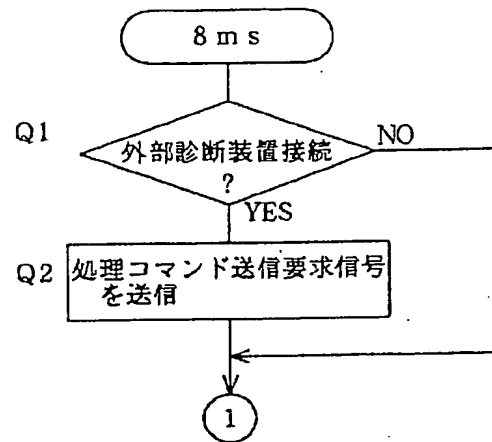 8ms
Q1
外部診断装置接続
?
NO
YES
Q2
処理コマンド送信要求信号
を送信
1